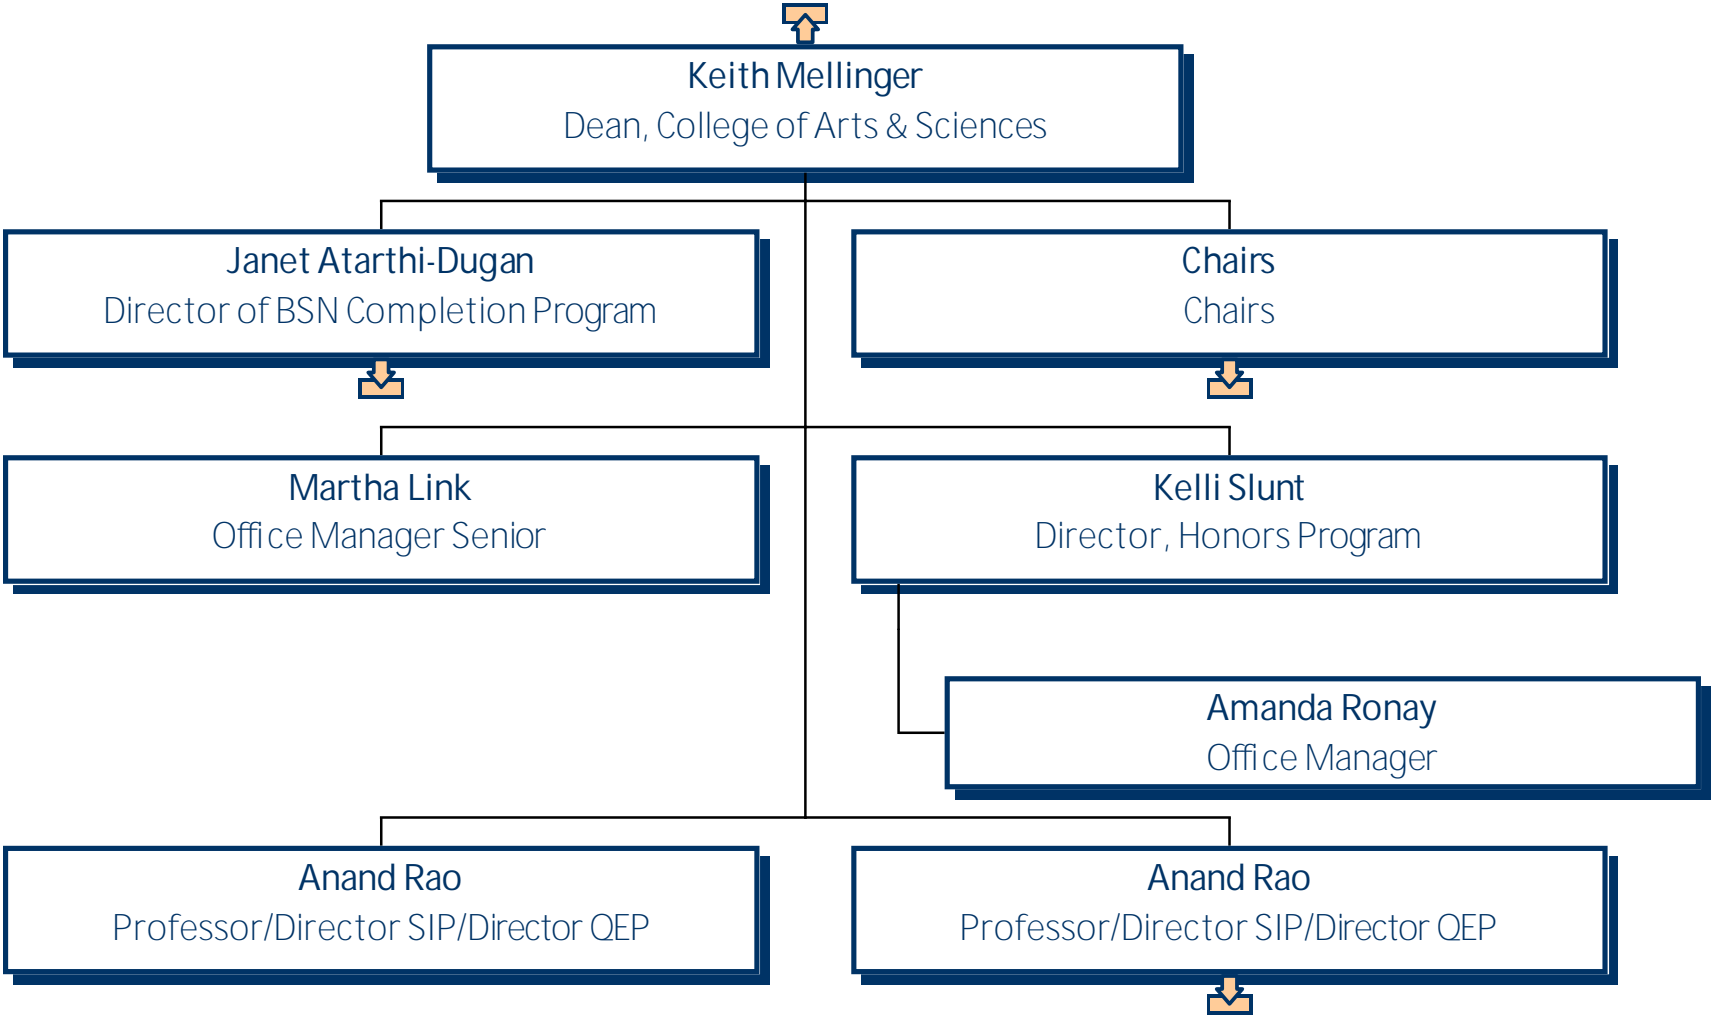 Keith Mellinger
Dean, College of Arts & Sciences
Janet Atarthi-Dugan
Director of BSN Completion Program
Chairs
Chairs
Martha Link
Office Manager Senior
Kelli Slunt
Director, Honors Program
Amanda Ronay
Office Manager
Anand Rao
Professor/Director SIP/Director QEP
Anand Rao
Professor/Director SIP/Director QEP